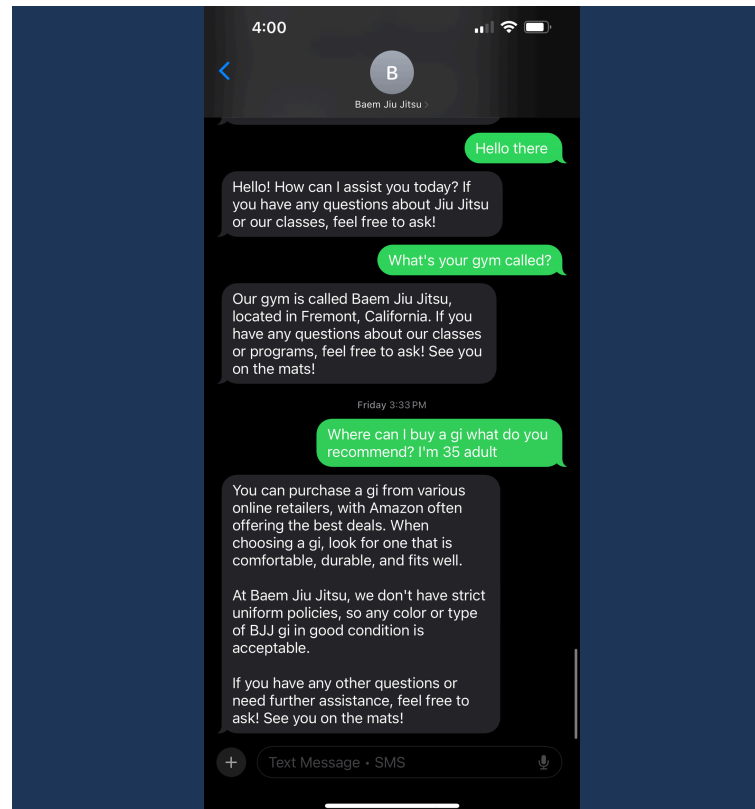 4:00
B
Baem Jiu Jitsu
Hello there
Hello! How can I assist you today? If
you have any questions about Jiu Jitsu
or our classes, feel free to ask!
What's your gym called?
Our gym is called Baem Jiu Jitsu,
located in Fremont, California. If you
have any questions about our classes
or programs, feel free to ask! See you
on the mats!
Friday 3:33 PM
Where can I buy a gi what do you
recommend? I'm 35 adult
You can purchase a gi from various
online retailers, with Amazon often
offering the best deals. When
choosing a gi, look for one that is
comfortable, durable, and fits well.
At Baem Jiu Jitsu, we don't have strict
uniform policies, so any color or type
of BJJ gi in good condition is
acceptable.
If you have any other questions or
need further assistance, feel free to
ask! See you on the mats!
Text Message • SMS